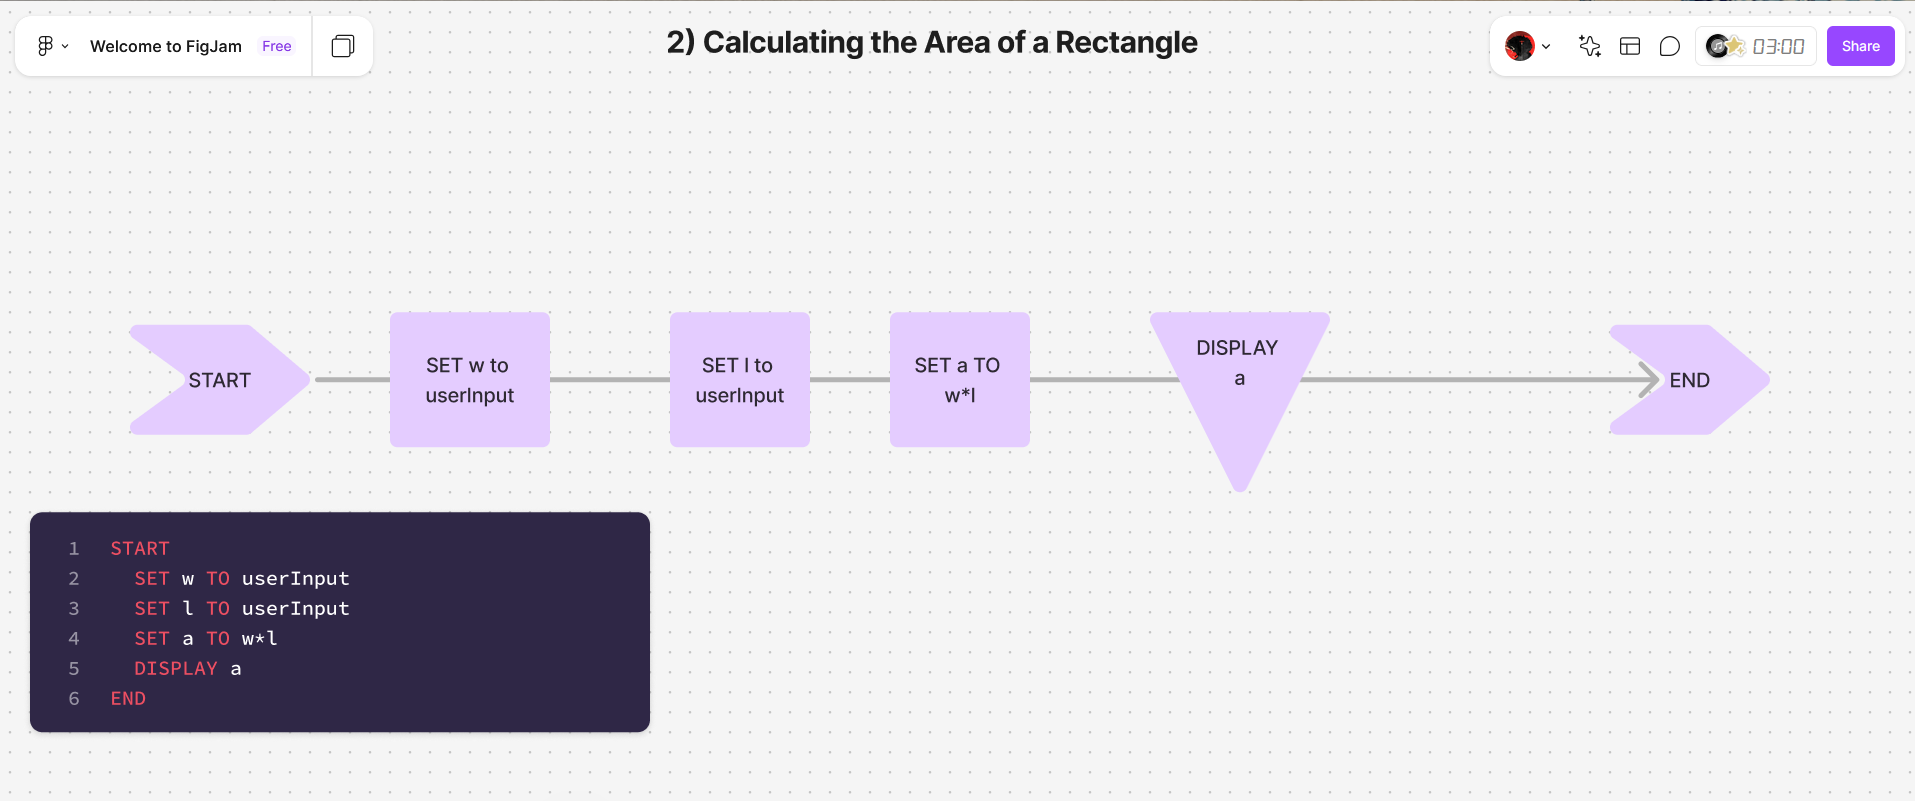 Welcome to FigJam Free
2) Calculating the Area of a Rectangle
03:00
Share
START
SET w to
userInput
SET l to
userInput
SET a TO
w*l
DISPLAY
a
END
1 START
2 SET w TO userInput
3 SET l TO userInput
4 SET a TO w*l
5 DISPLAY a
6 END